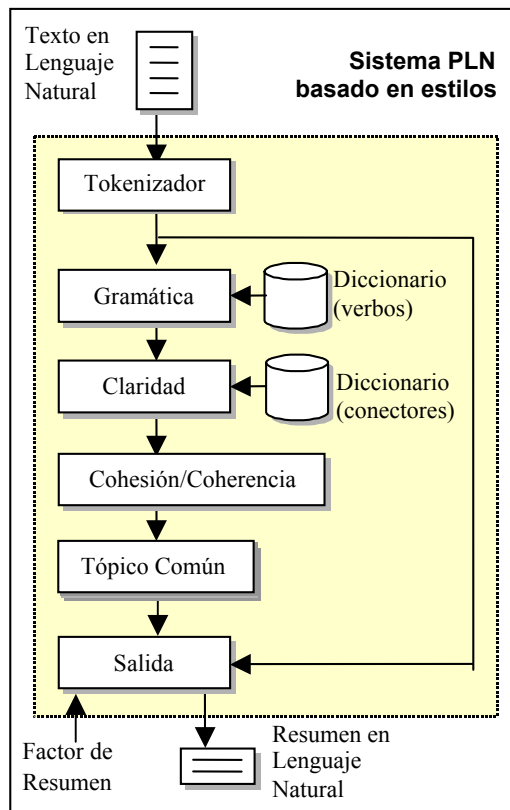 Texto en
Lenguaje
Natural
Sistema PLN
basado en estilos
Tokenizador
Gramática
Diccionario
(verbos)
Claridad
Diccionario
(conectores)
Cohesión/Coherencia
Tópico Común
Salida
Factor de
Resumen
Resumen en
Lenguaje
Natural